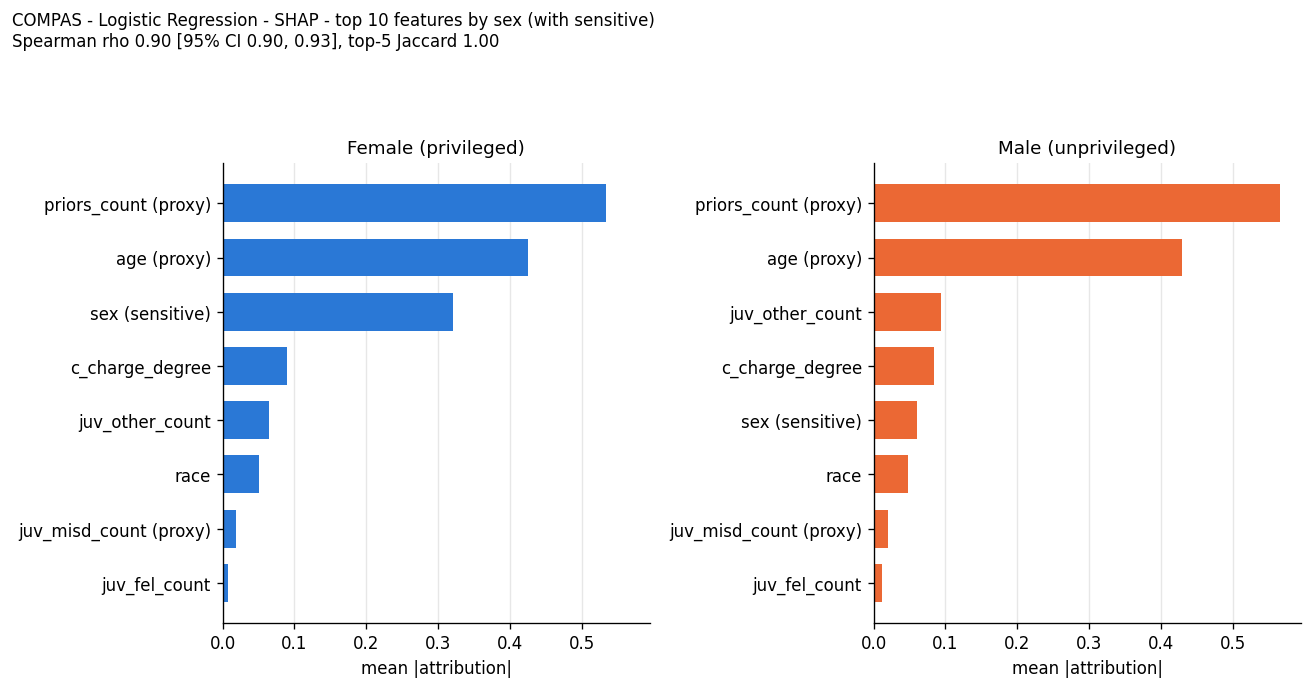 COMPAS - Logistic Regression - SHAP - top 10 features by sex (with sensitive)
Spearman rho 0.90 [95% CI 0.90, 0.93], top-5 Jaccard 1.00
Female (privileged)
priors_count (proxy)
age (proxy)
sex (sensitive)
c_charge_degree
juv_other_count
race
juv_misd_count (proxy)
juv_fel_count
0.0 0.1 0.2 0.3 0.4 0.5
mean |attribution|
Male (unprivileged)
priors_count (proxy)
age (proxy)
juv_other_count
c_charge_degree
sex (sensitive)
race
juv_misd_count (proxy)
juv_fel_count
0.0 0.1 0.2 0.3 0.4 0.5
mean |attribution|